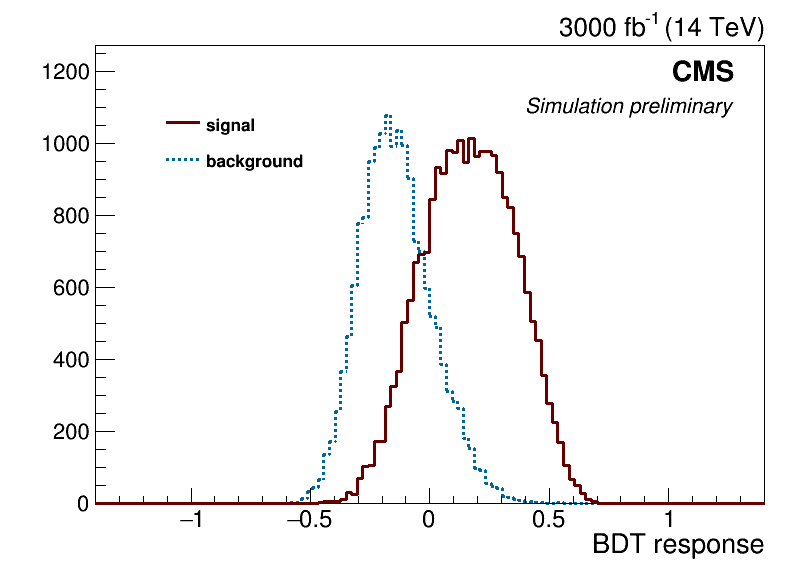 3000 fb⁻¹ (14 TeV)
CMS
Simulation preliminary
signal
background
1200
1000
800
600
400
200
0
−1
−0.5
0
0.5
1
BDT response